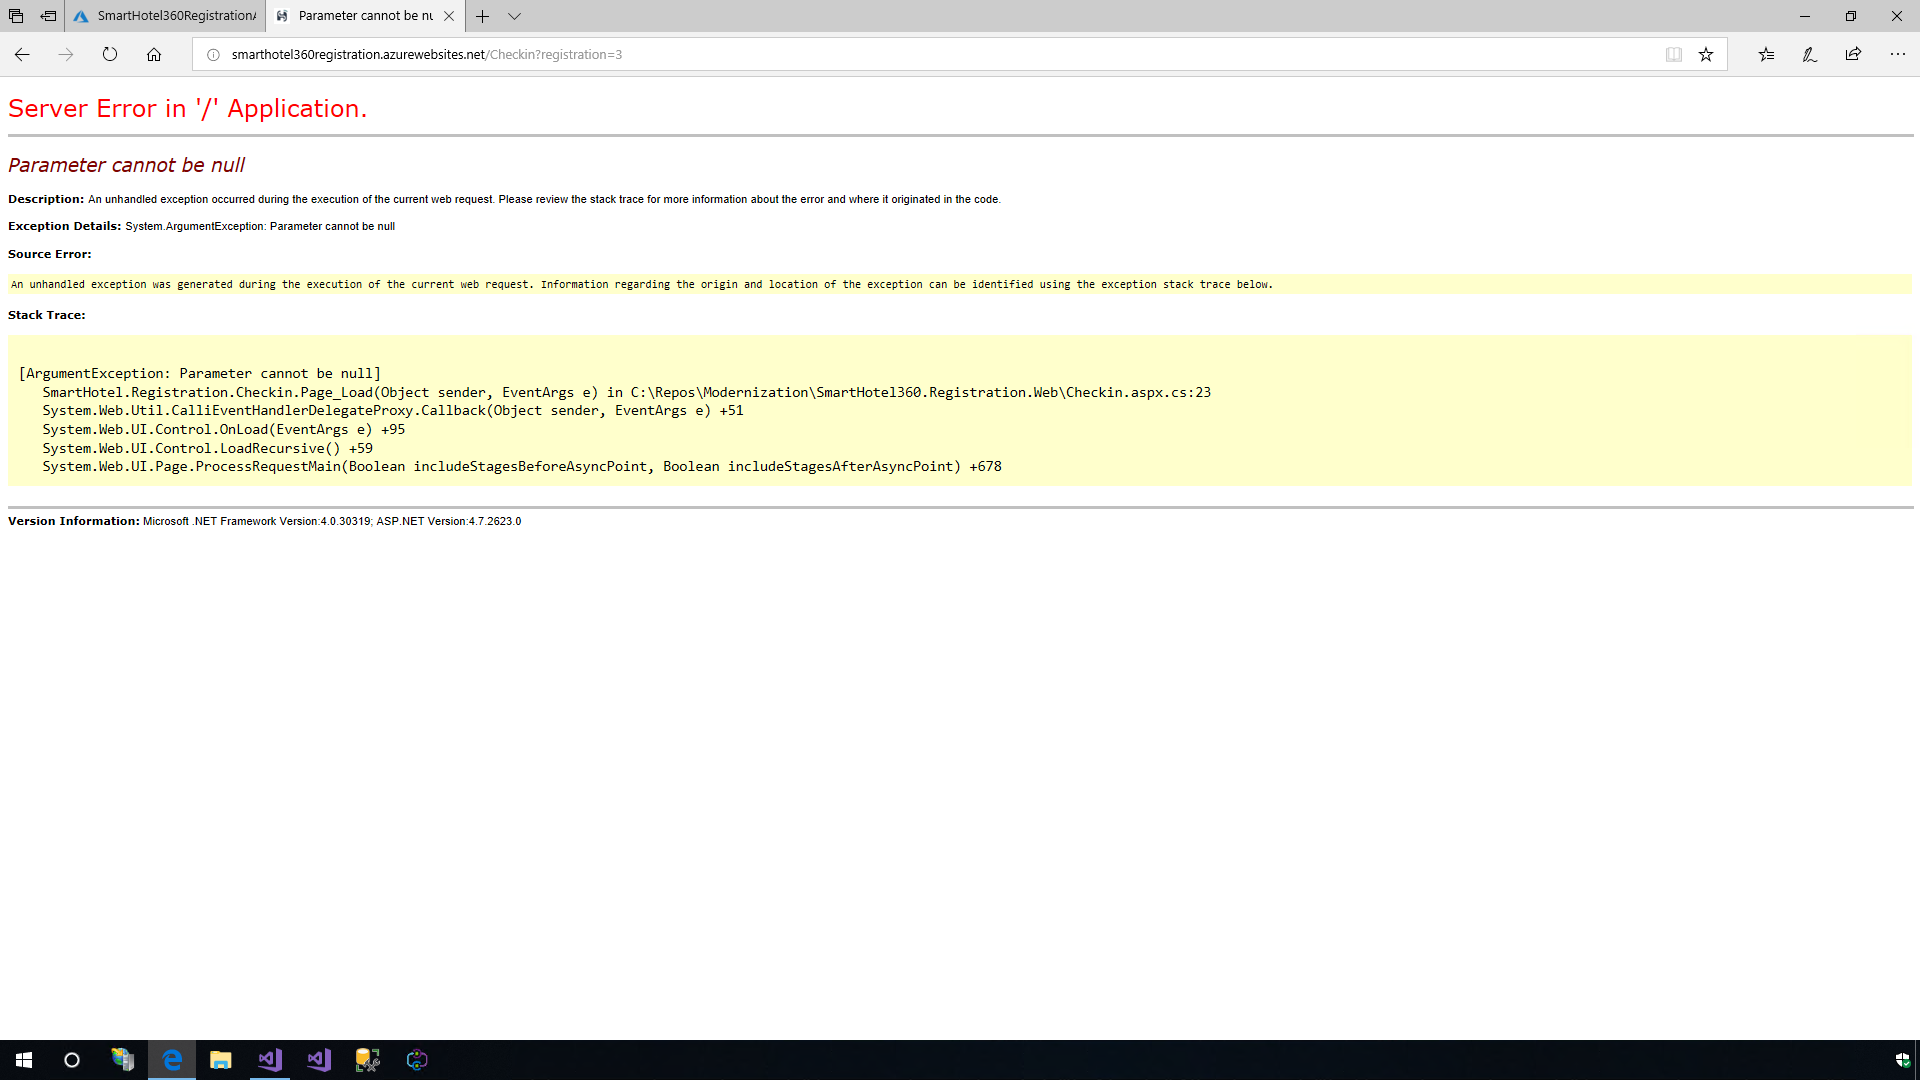 SmartHotel360RegistrationA
Parameter cannot be nu
smarthotel360registration.azurewebsites.net/Checkin?registration=3
Server Error in '/' Application.
Parameter cannot be null
Description: An unhandled exception occurred during the execution of the current web request. Please review the stack trace for more information about the error and where it originated in the code.
Exception Details: System.ArgumentException: Parameter cannot be null
Source Error:
An unhandled exception was generated during the execution of the current web request. Information regarding the origin and location of the exception can be identified using the exception stack trace below.
Stack Trace:
[ArgumentException: Parameter cannot be null]
SmartHotel.Registration.Checkin.Page_Load(Object sender, EventArgs e) in C:\Repos\Modernization\SmartHotel360.Registration.Web\Checkin.aspx.cs:23
System.Web.Util.CalliEventHandlerDelegateProxy.Callback(Object sender, EventArgs e) +51
System.Web.UI.Control.OnLoad(EventArgs e) +95
System.Web.UI.Control.LoadRecursive() +59
System.Web.UI.Page.ProcessRequestMain(Boolean includeStagesBeforeAsyncPoint, Boolean includeStagesAfterAsyncPoint) +678
Version Information: Microsoft .NET Framework Version:4.0.30319; ASP.NET Version:4.7.2623.0